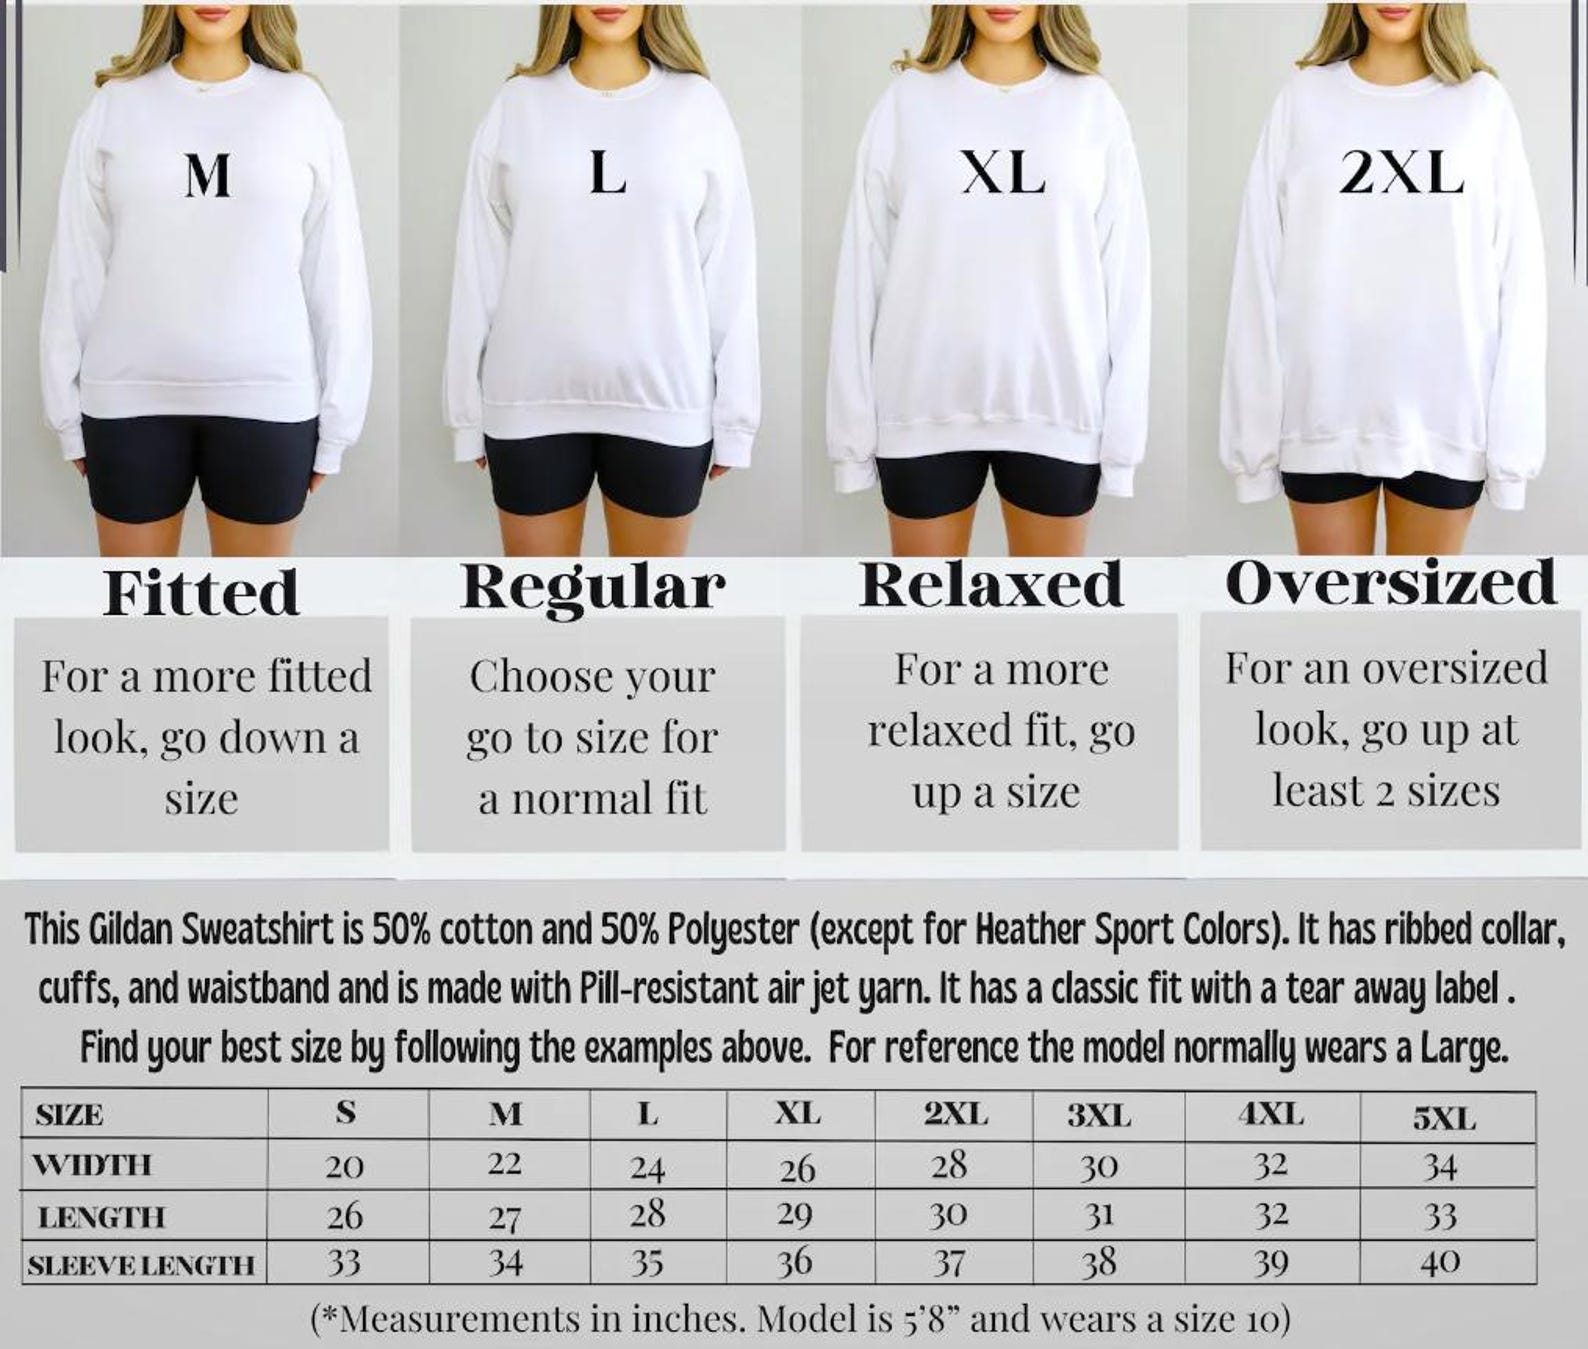 M
L
XL
2XL
Fitted
For a more fitted
look, go down a
size
Regular
Choose your
go to size for
a normal fit
Relaxed
For a more
relaxed fit, go
up a size
Oversized
For an oversized
look, go up at
least 2 sizes
This Gildan Sweatshirt is 50% cotton and 50% Polyester (except for Heather Sport Colors). It has ribbed collar,
cuffs, and waistband and is made with Pill-resistant air jet yarn. It has a classic fit with a tear away label .
Find your best size by following the examples above. For reference the model normally wears a Large.
SIZE S M L XL 2XL 3XL 4XL 5XL
WIDTH 20 22 24 26 28 30 32 34
LENGTH 26 27 28 29 30 31 32 33
SLEEVE LENGTH 33 34 35 36 37 38 39 40
(*Measurements in inches. Model is 5'8” and wears a size 10)